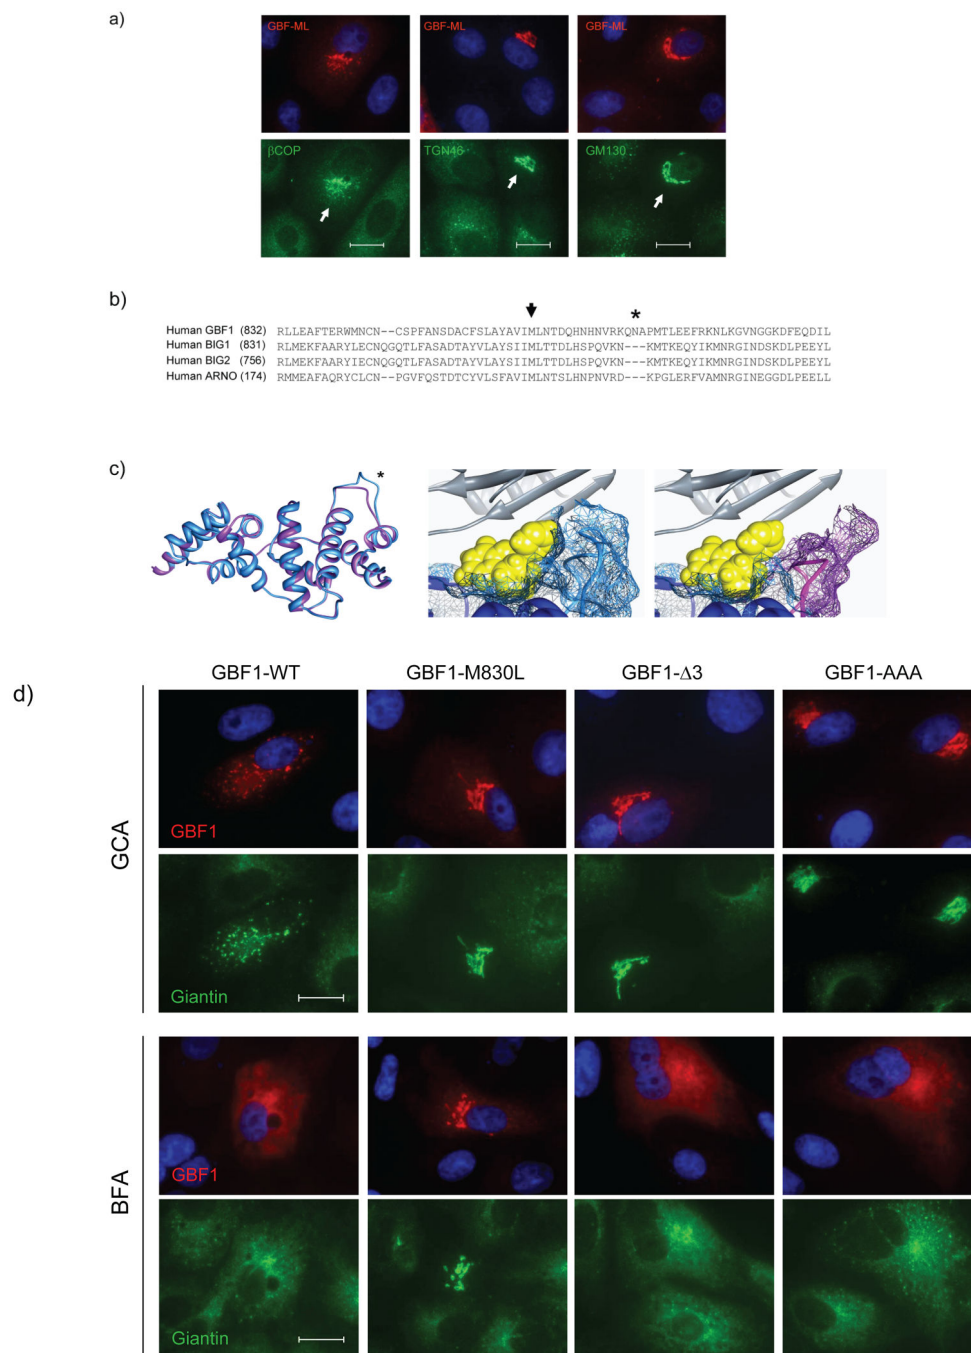 a)
GBF-ML GBF-ML GBF-ML
βCOP TGN46 GM130
b)
*
Human GBF1 (832) RLLEAFTERWMNCN--CSPFANSDACFSLAYAVIMLNTDQHNHNVRKQNAPMTLEEFRKNLKGVNGGKDFEQDIL
Human BIG1 (831) RLMEKFAARYLECNQGQTLFASADTAYVLAYSIIMLTTDLHSPQVKN---KMTKEQYIKMNRGINDSKDLPEEYL
Human BIG2 (756) RLMEKFAARYLECNQGQTLFASADTAYVLAYSIIMLTTDLHSPQVKN---KMTKEQYIKMNRGINDSKDLPEEYL
Human ARNO (174) RMMEAFAQRYCLCN--PGVFQSTDTCYVLSFAVIMLNTSLHNPNVRD---KPGLERFVAMNRGINEGGDLPEELL
c)
*
d)
GBF1-WT GBF1-M830L GBF1-Δ3 GBF1-AAA
GCA
GBF1
Giantin
BFA
GBF1
Giantin